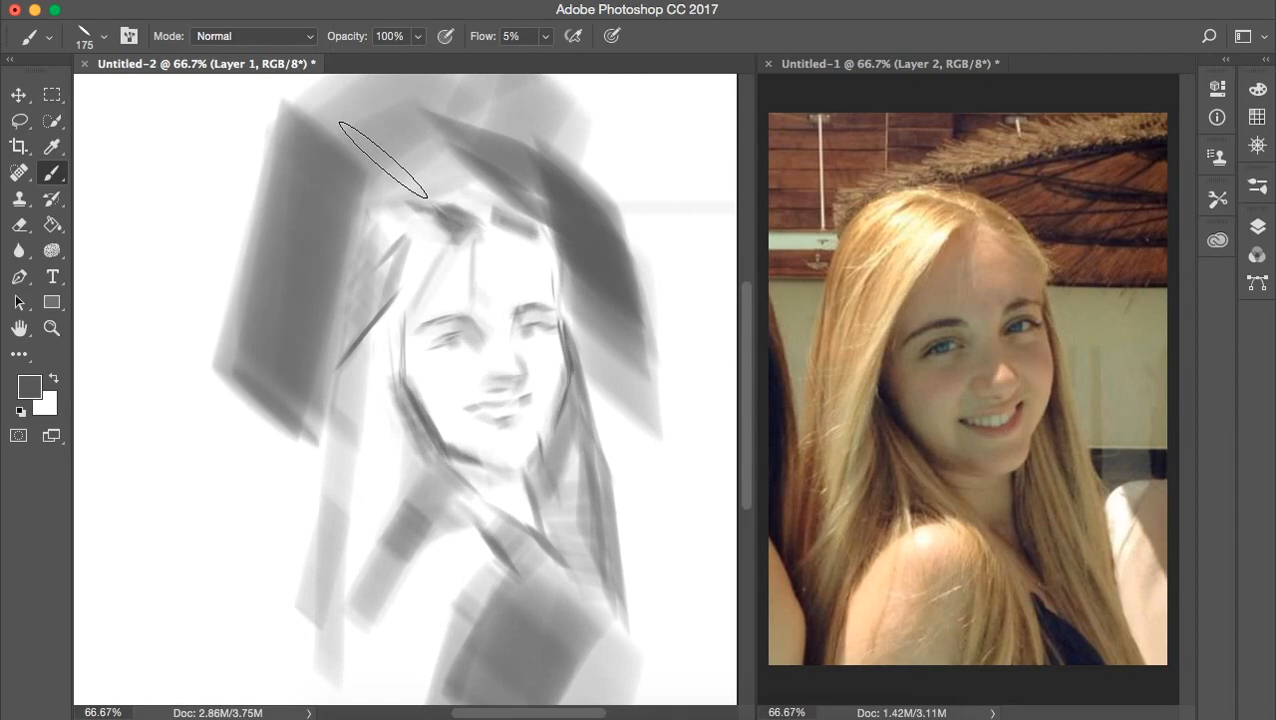 Adobe Photoshop CC 2017
175
Mode: Normal
Opacity: 100%
Flow: 5%
Untitled-2 @ 66.7% (Layer 1, RGB/8*) *
Untitled-1 @ 66.7% (Layer 2, RGB/8*) *
T
66.67%
Doc: 2.86M/3.75M
66.67%
Doc: 1.42M/3.11M